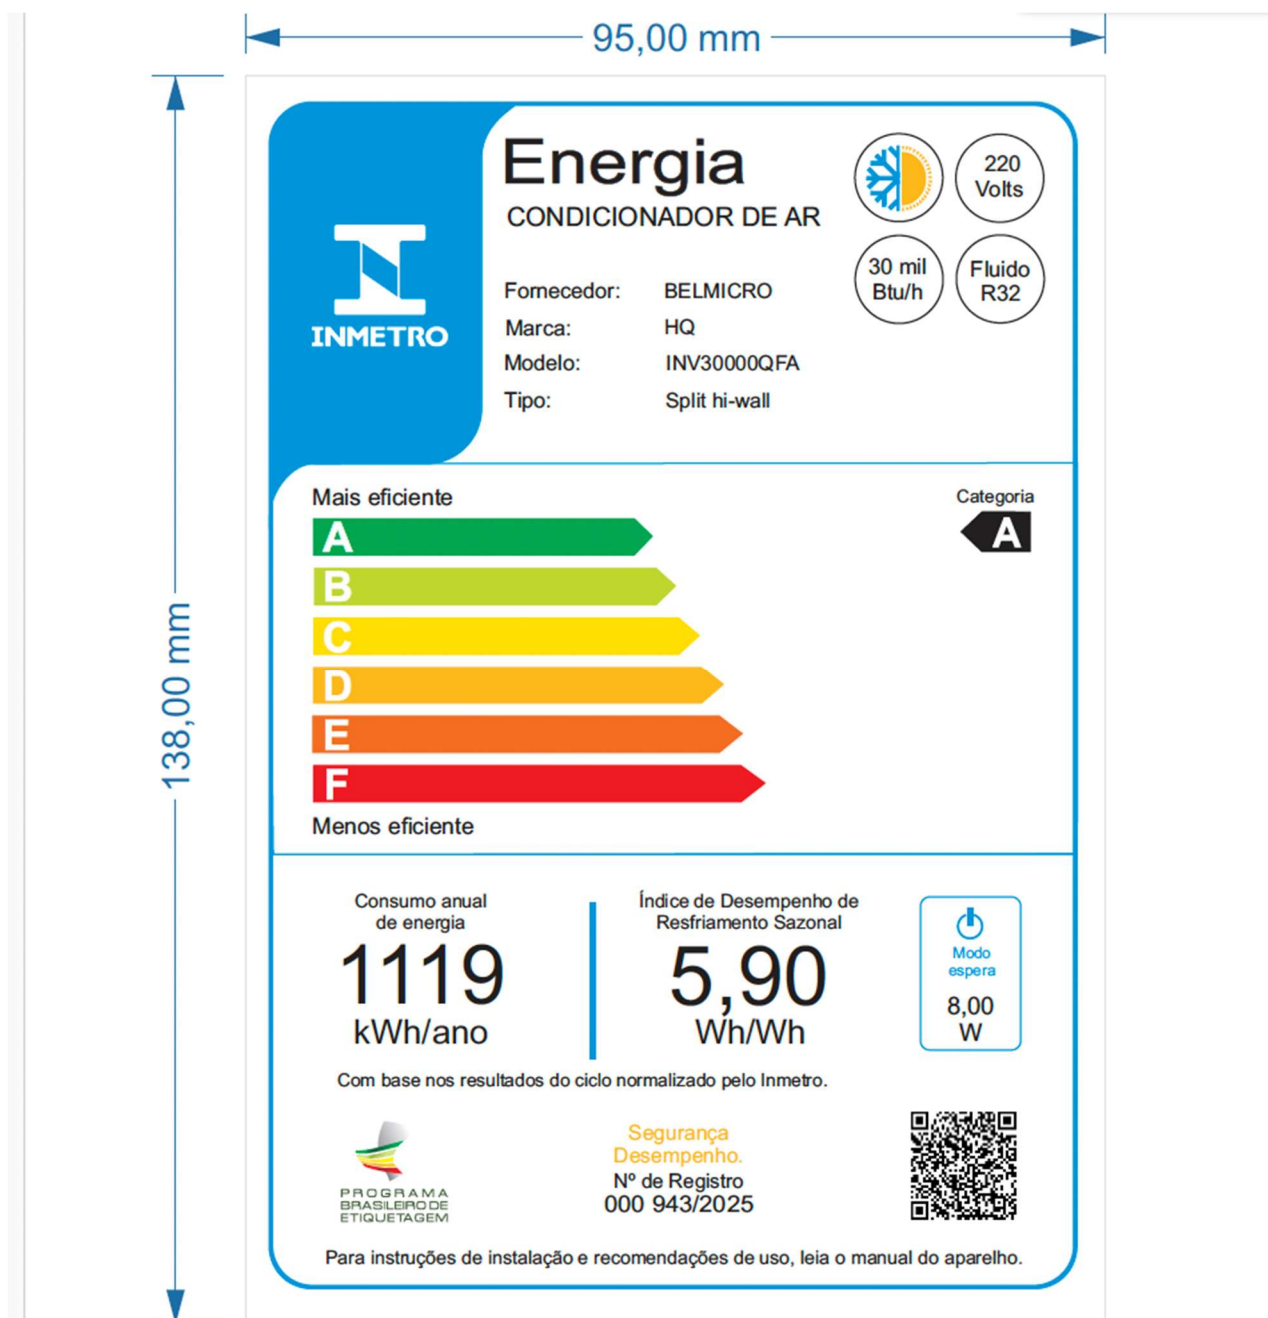 95,00 mm
138,00 mm
Energia
CONDICIONADOR DE AR
220
Volts
30 mil
Btu/h
Fluido
R32
INMETRO
Fornecedor: BELMICRO
Marca: HQ
Modelo: INV30000QFA
Tipo: Split hi-wall
Mais eficiente
Categoria
A A
B
C
D
E
F
Menos eficiente
Consumo anual
de energia
1119
kWh/ano
Índice de Desempenho de
Resfriamento Sazonal
5,90
Wh/Wh
Modo
espera
8,00
W
Com base nos resultados do ciclo normalizado pelo Inmetro.
PROGRAMA
BRASILEIRO DE
ETIQUETAGEM
Segurança
Desempenho.
Nº de Registro
000 943/2025
Para instruções de instalação e recomendações de uso, leia o manual do aparelho.